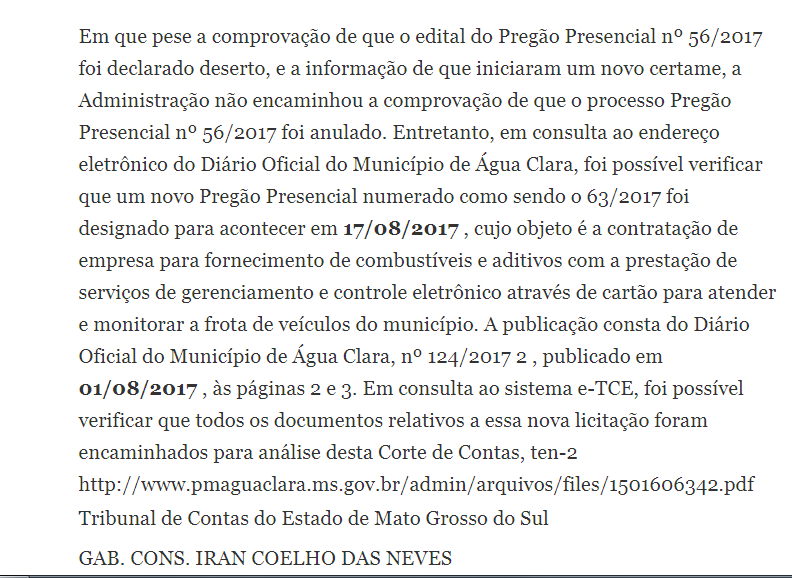 Em que pese a comprovação de que o edital do Pregão Presencial nº 56/2017
foi declarado deserto, e a informação de que iniciaram um novo certame, a
Administração não encaminhou a comprovação de que o processo Pregão
Presencial nº 56/2017 foi anulado. Entretanto, em consulta ao endereço
eletrônico do Diário Oficial do Município de Água Clara, foi possível verificar
que um novo Pregão Presencial numerado como sendo o 63/2017 foi
designado para acontecer em 17/08/2017 , cujo objeto é a contratação de
empresa para fornecimento de combustíveis e aditivos com a prestação de
serviços de gerenciamento e controle eletrônico através de cartão para atender
e monitorar a frota de veículos do município. A publicação consta do Diário
Oficial do Município de Água Clara, nº 124/2017 2 , publicado em
01/08/2017 , às páginas 2 e 3. Em consulta ao sistema e-TCE, foi possível
verificar que todos os documentos relativos a essa nova licitação foram
encaminhados para análise desta Corte de Contas, ten-2
http://www.pmaguaclara.ms.gov.br/admin/arquivos/files/1501606342.pdf
Tribunal de Contas do Estado de Mato Grosso do Sul
GAB. CONS. IRAN COELHO DAS NEVES